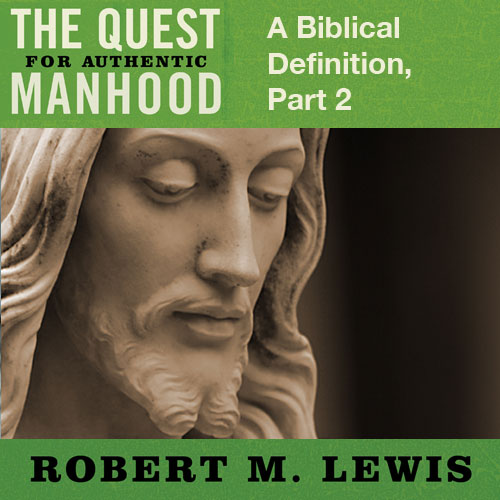 THE QUEST
FOR AUTHENTIC
MANHOOD
A Biblical
Definition,
Part 2
ROBERT M. LEWIS